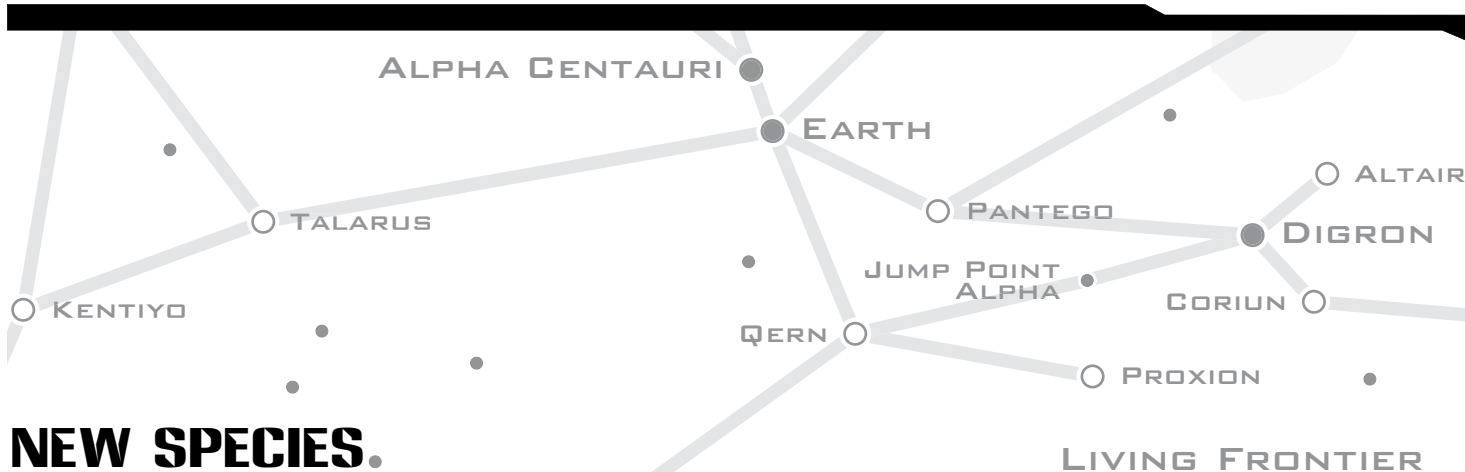 Alpha Centauri
Earth
Altair
Talarus
Pantego
Digron
Jump Point
Alpha
Kentiyo
Coriun
Qern
Proxion
NEW SPECIES
Living Frontier